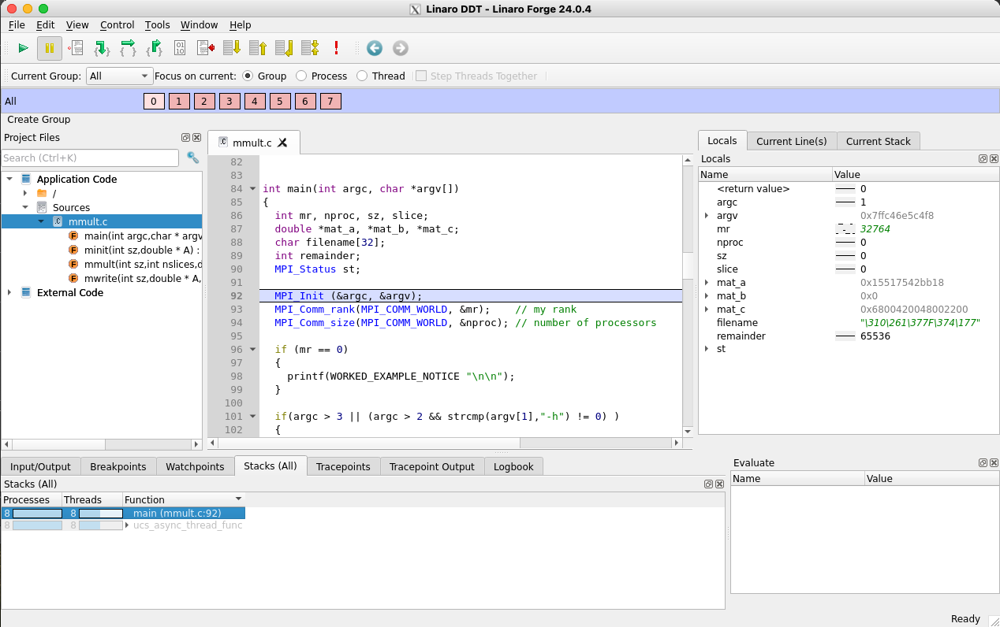 Linaro DDT - Linaro Forge 24.0.4
File Edit View Control Tools Window Help
01
10
Current Group: All Focus on current: Group Process Thread Step Threads Together
All 0 1 2 3 4 5 6 7
Create Group
Project Files
Search (Ctrl+K)
Application Code
/
Sources
mmult.c
main(int argc,char * argv
minit(int sz,double * A) :
mmult(int sz,int nslices,d
mwrite(int sz,double * A,
External Code
mmult.c
82
83
84 int main(int argc, char *argv[])
85 {
86 int mr, nproc, sz, slice;
87 double *mat_a, *mat_b, *mat_c;
88 char filename[32];
89 int remainder;
90 MPI_Status st;
91
92 MPI_Init (&argc, &argv);
93 MPI_Comm_rank(MPI_COMM_WORLD, &mr); // my rank
94 MPI_Comm_size(MPI_COMM_WORLD, &nproc); // number of processors
95
96 if (mr == 0)
97 {
98 printf(WORKED_EXAMPLE_NOTICE "\n\n");
99 }
100
101 if(argc > 3 || (argc > 2 && strcmp(argv[1],"-h") != 0) )
102 {
Locals Current Line(s) Current Stack
Locals
Name Value
<return value> 0
argc 1
argv 0x7ffc46e5c4f8
mr 32764
nproc 0
sz 0
slice 0
mat_a 0x15517542bb18
mat_b 0x0
mat_c 0x6800420048002200
filename "\310\261\377F\374\177"
remainder 65536
st
Input/Output Breakpoints Watchpoints Stacks (All) Tracepoints Tracepoint Output Logbook
Stacks (All)
Processes Threads Function
8 8 main (mmult.c:92)
8 8 ucs_async_thread_func
Evaluate
Name Value
Ready